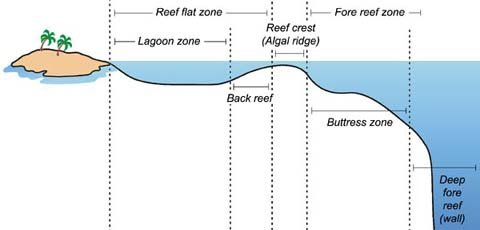 Reef flat zone
Fore reef zone
Lagoon zone
Reef crest
(Algal ridge)
Back reef
Buttress zone
Deep
fore
reef
(wall)